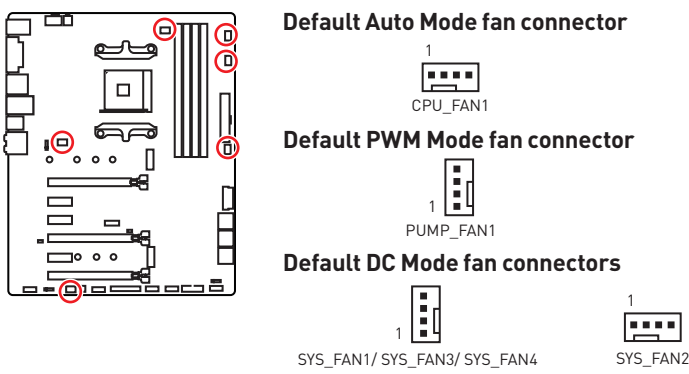 Default Auto Mode fan connector
1
CPU_FAN1
Default PWM Mode fan connector
1
PUMP_FAN1
Default DC Mode fan connectors
1
SYS_FAN1/ SYS_FAN3/ SYS_FAN4
1
SYS_FAN2